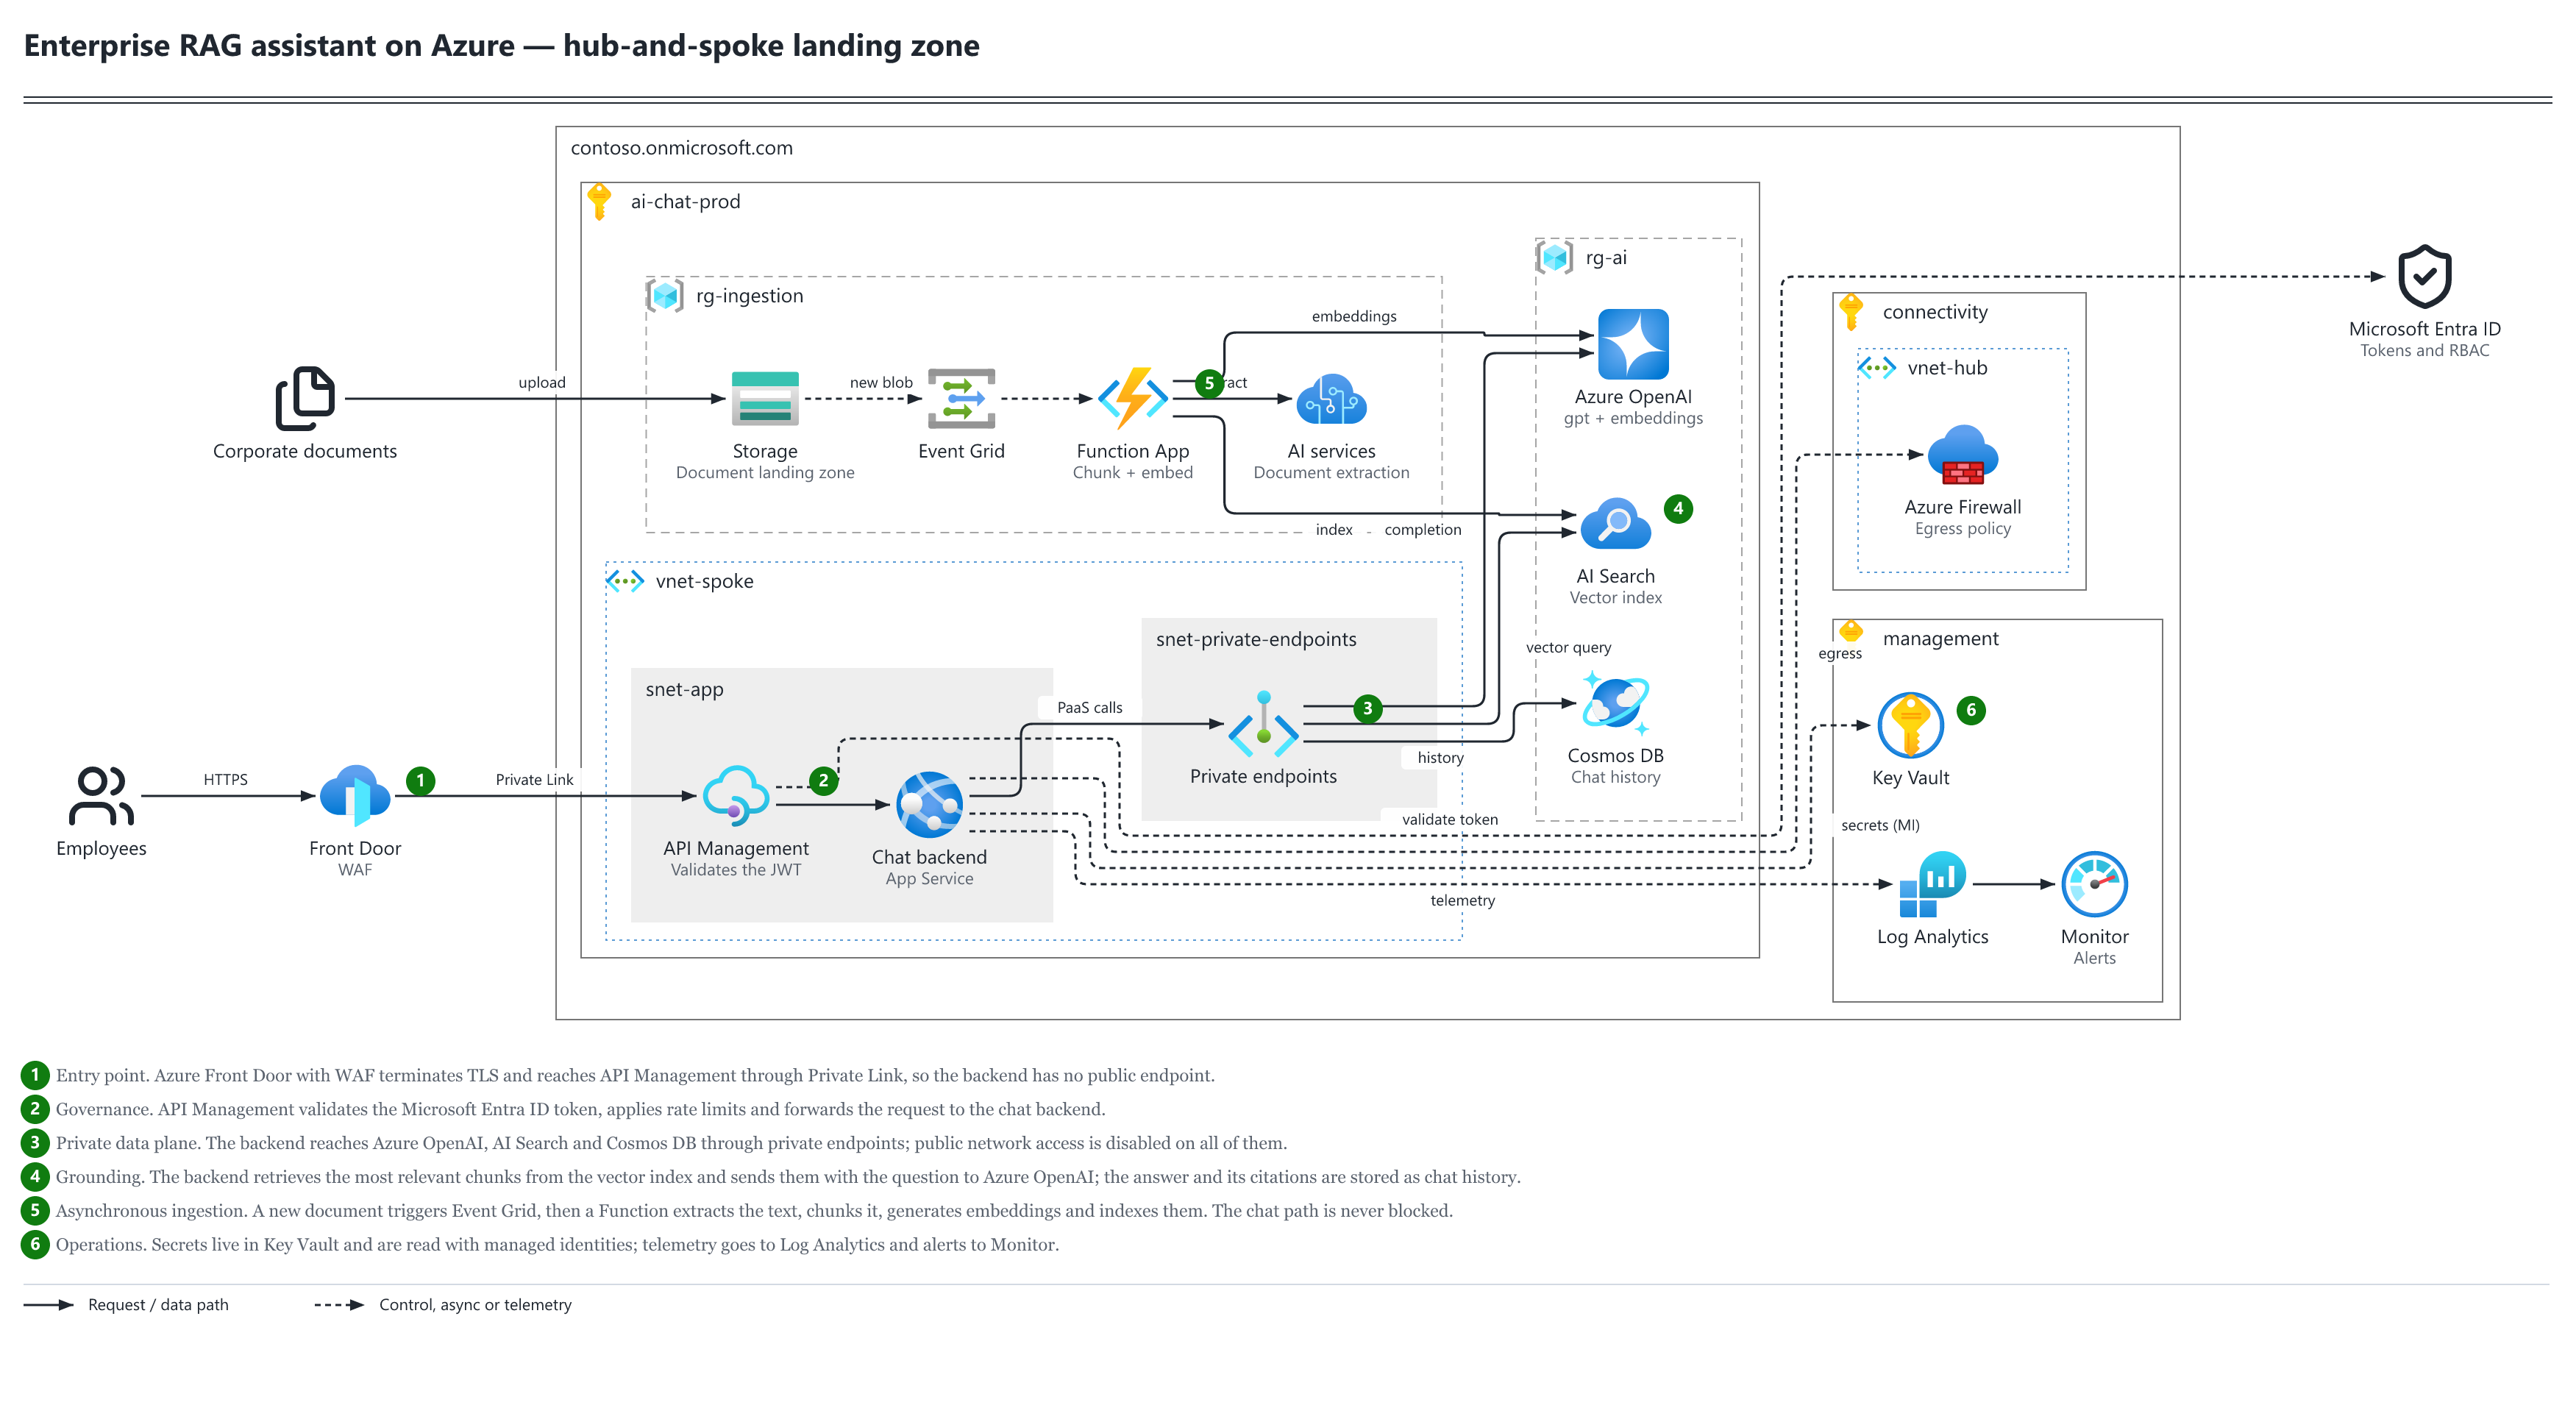 Enterprise RAG assistant on Azure — hub-and-spoke landing zone
contoso.onmicrosoft.com
ai-chat-prod
rg-ai
rg-ingestion
connectivity
vnet-hub
Microsoft Entra ID
Tokens and RBAC
embeddings
upload
new blob
5
ract
Azure OpenAI
gpt + embeddings
Corporate documents
Storage
Document landing zone
Event Grid
Function App
Chunk + embed
AI services
Document extraction
Azure Firewall
Egress policy
4
index
completion
AI Search
Vector index
vnet-spoke
snet-private-endpoints
vector query
management
egress
snet-app
PaaS calls
3
6
history
Cosmos DB
Chat history
Key Vault
HTTPS
1
Private Link
2
Private endpoints
validate token
secrets (MI)
Employees
Front Door
WAF
API Management
Validates the JWT
Chat backend
App Service
telemetry
Log Analytics
Monitor
Alerts
1 Entry point. Azure Front Door with WAF terminates TLS and reaches API Management through Private Link, so the backend has no public endpoint.
2 Governance. API Management validates the Microsoft Entra ID token, applies rate limits and forwards the request to the chat backend.
3 Private data plane. The backend reaches Azure OpenAI, AI Search and Cosmos DB through private endpoints; public network access is disabled on all of them.
4 Grounding. The backend retrieves the most relevant chunks from the vector index and sends them with the question to Azure OpenAI; the answer and its citations are stored as chat history.
5 Asynchronous ingestion. A new document triggers Event Grid, then a Function extracts the text, chunks it, generates embeddings and indexes them. The chat path is never blocked.
6 Operations. Secrets live in Key Vault and are read with managed identities; telemetry goes to Log Analytics and alerts to Monitor.
Request / data path
Control, async or telemetry